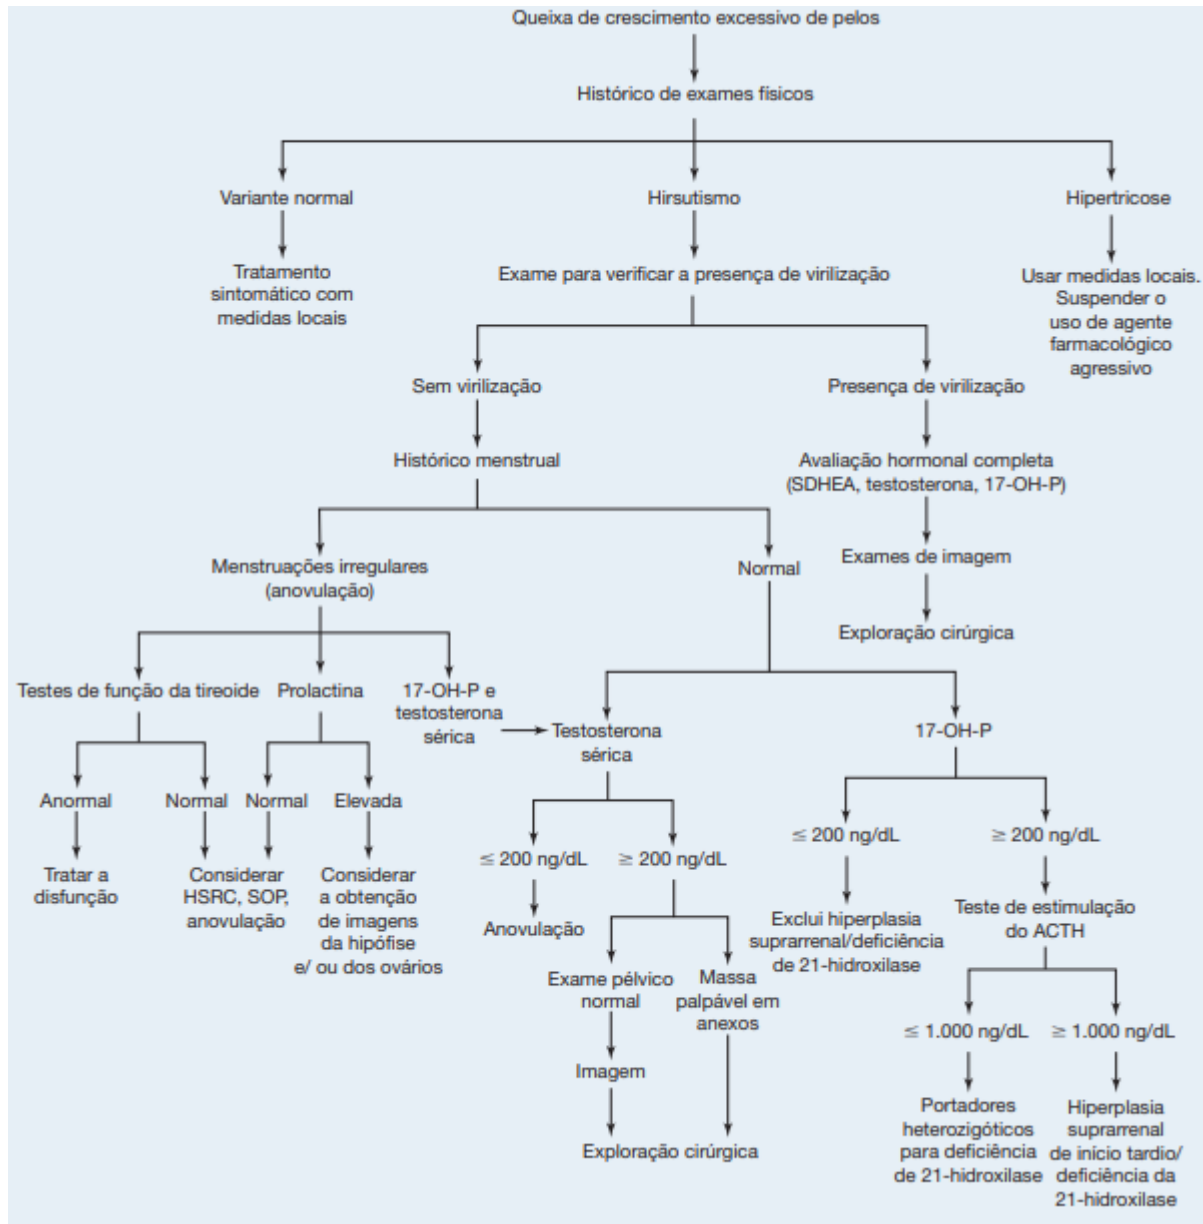 Queixa de crescimento excessivo de pelos
Histórico de exames físicos
Variante normal
Hirsutismo
Hipertricose
Tratamento
sintomático com
medidas locais
Exame para verificar a presença de virilização
Usar medidas locais.
Suspender o
uso de agente
farmacológico
agressivo
Sem virilização
Presença de virilização
Histórico menstrual
Avaliação hormonal completa
(SDHEA, testosterona, 17-OH-P)
Exames de imagem
Exploração cirúrgica
Menstruações irregulares
(anovulação)
Normal
Testes de função da tireoide
Prolactina
17-OH-P e
testosterona
sérica
Testosterona
sérica
17-OH-P
Anormal
Normal
Normal
Elevada
Tratar a
disfunção
Considerar
HSRC, SOP,
anovulação
Considerar
a obtenção
de imagens
da hipófise
e/ ou dos ovários
≤ 200 ng/dL
≥ 200 ng/dL
≤ 200 ng/dL
≥ 200 ng/dL
Anovulação
Exame pélvico
normal
Massa
palpável em
anexos
Imagem
Exploração cirúrgica
Exclui hiperplasia
suprarrenal/deficiência
de 21-hidroxilase
Teste de estimulação
do ACTH
≤ 1.000 ng/dL
≥ 1.000 ng/dL
Portadores
heterozigóticos
para deficiência
de 21-hidroxilase
Hiperplasia
suprarrenal
de início tardio/
deficiência da
21-hidroxilase